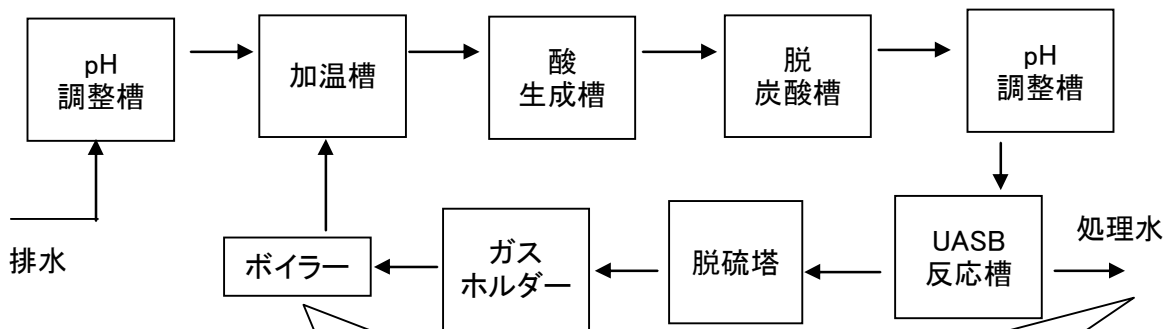 pH
調整槽
加温槽
酸
生成槽
脱
炭酸槽
pH
調整槽
排水
ボイラー
ガス
ホルダー
脱硫塔
UASB
反応槽
処理水